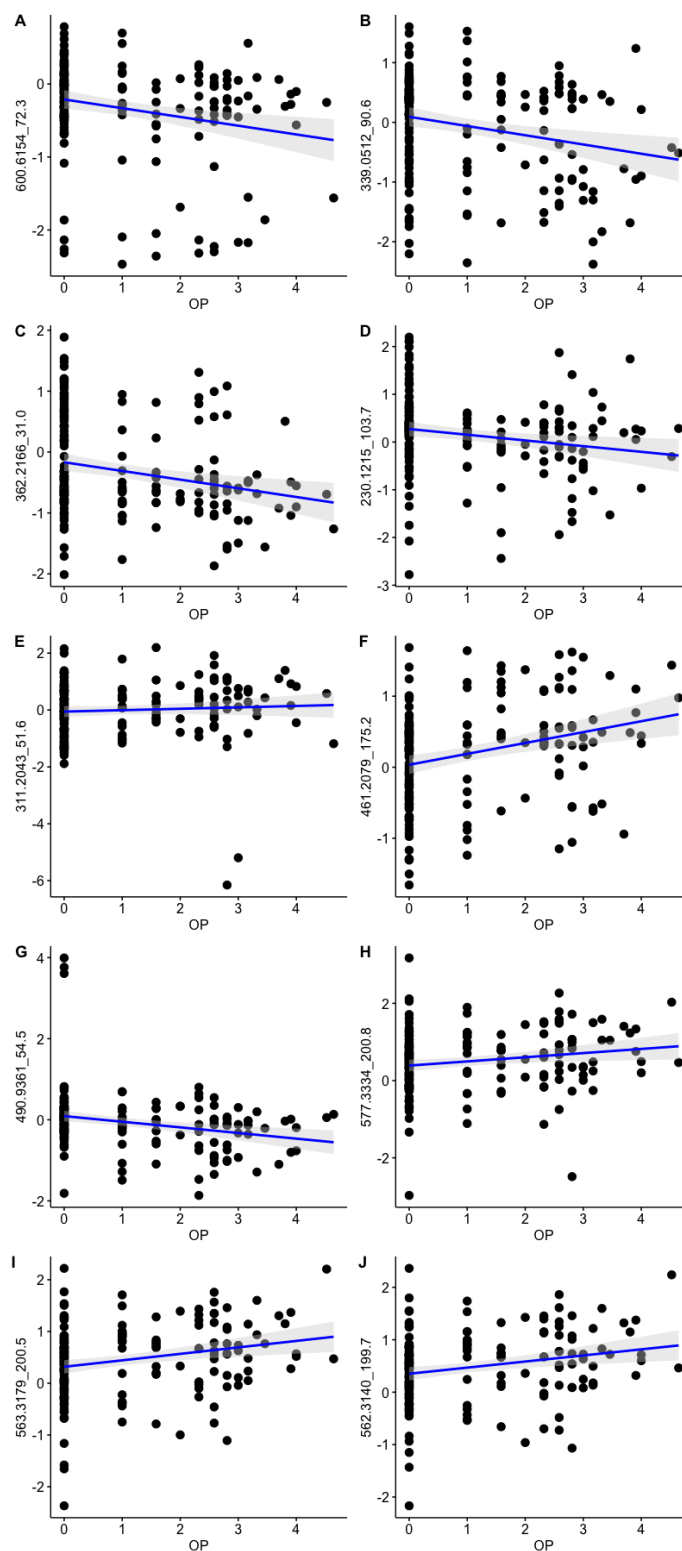 A
0
-1
-2
600.6154_72.3
0 1 2 3 4
OP
B
1
0
-1
-2
339.0512_90.6
0 1 2 3 4
OP
C
2
1
0
-1
-2
362.2166_31.0
0 1 2 3 4
OP
D
2
1
0
-1
-2
-3
230.1215_103.7
0 1 2 3 4
OP
E
2
0
-2
-4
-6
311.2043_51.6
0 1 2 3 4
OP
F
1
0
-1
461.2079_175.2
0 1 2 3 4
OP
G
4
2
0
-2
490.9361_54.5
0 1 2 3 4
OP
H
2
0
-2
577.3334_200.8
0 1 2 3 4
OP
I
2
1
0
-1
-2
563.3179_200.5
0 1 2 3 4
OP
J
2
1
0
-1
-2
562.3140_199.7
0 1 2 3 4
OP